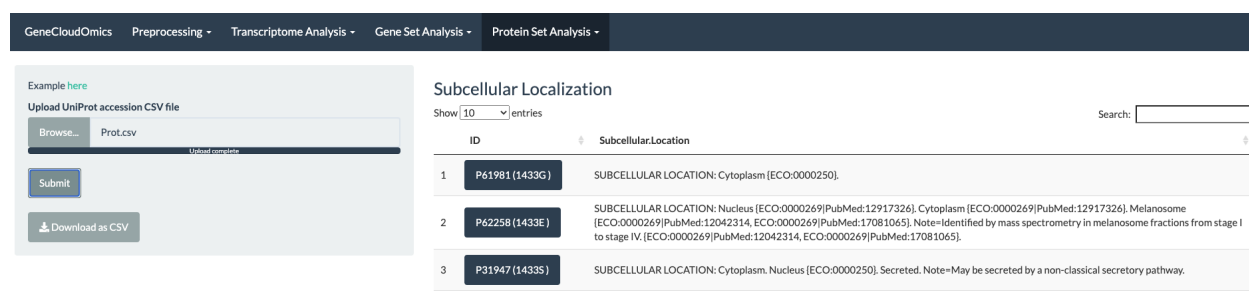 GeneCloudOmics Preprocessing Transcriptome Analysis Gene Set Analysis Protein Set Analysis
Example here
Upload UniProt accession CSV file
Browse... Prot.csv
Upload complete
Submit
Download as CSV
Subcellular Localization
Show 10 entries
Search:
ID Subcellular.Location
1 P61981 (1433G) SUBCELLULAR LOCATION: Cytoplasm {ECO:0000250}.
2 P62258 (1433E) SUBCELLULAR LOCATION: Nucleus {ECO:0000269|PubMed:12917326}. Cytoplasm {ECO:0000269|PubMed:12917326}. Melanosome
{ECO:0000269|PubMed:12042314, ECO:0000269|PubMed:17081065}. Note=Identified by mass spectrometry in melanosome fractions from stage I
to stage IV. {ECO:0000269|PubMed:12042314, ECO:0000269|PubMed:17081065}.
3 P31947 (1433S) SUBCELLULAR LOCATION: Cytoplasm. Nucleus {ECO:0000250}. Secreted. Note=May be secreted by a non-classical secretory pathway.